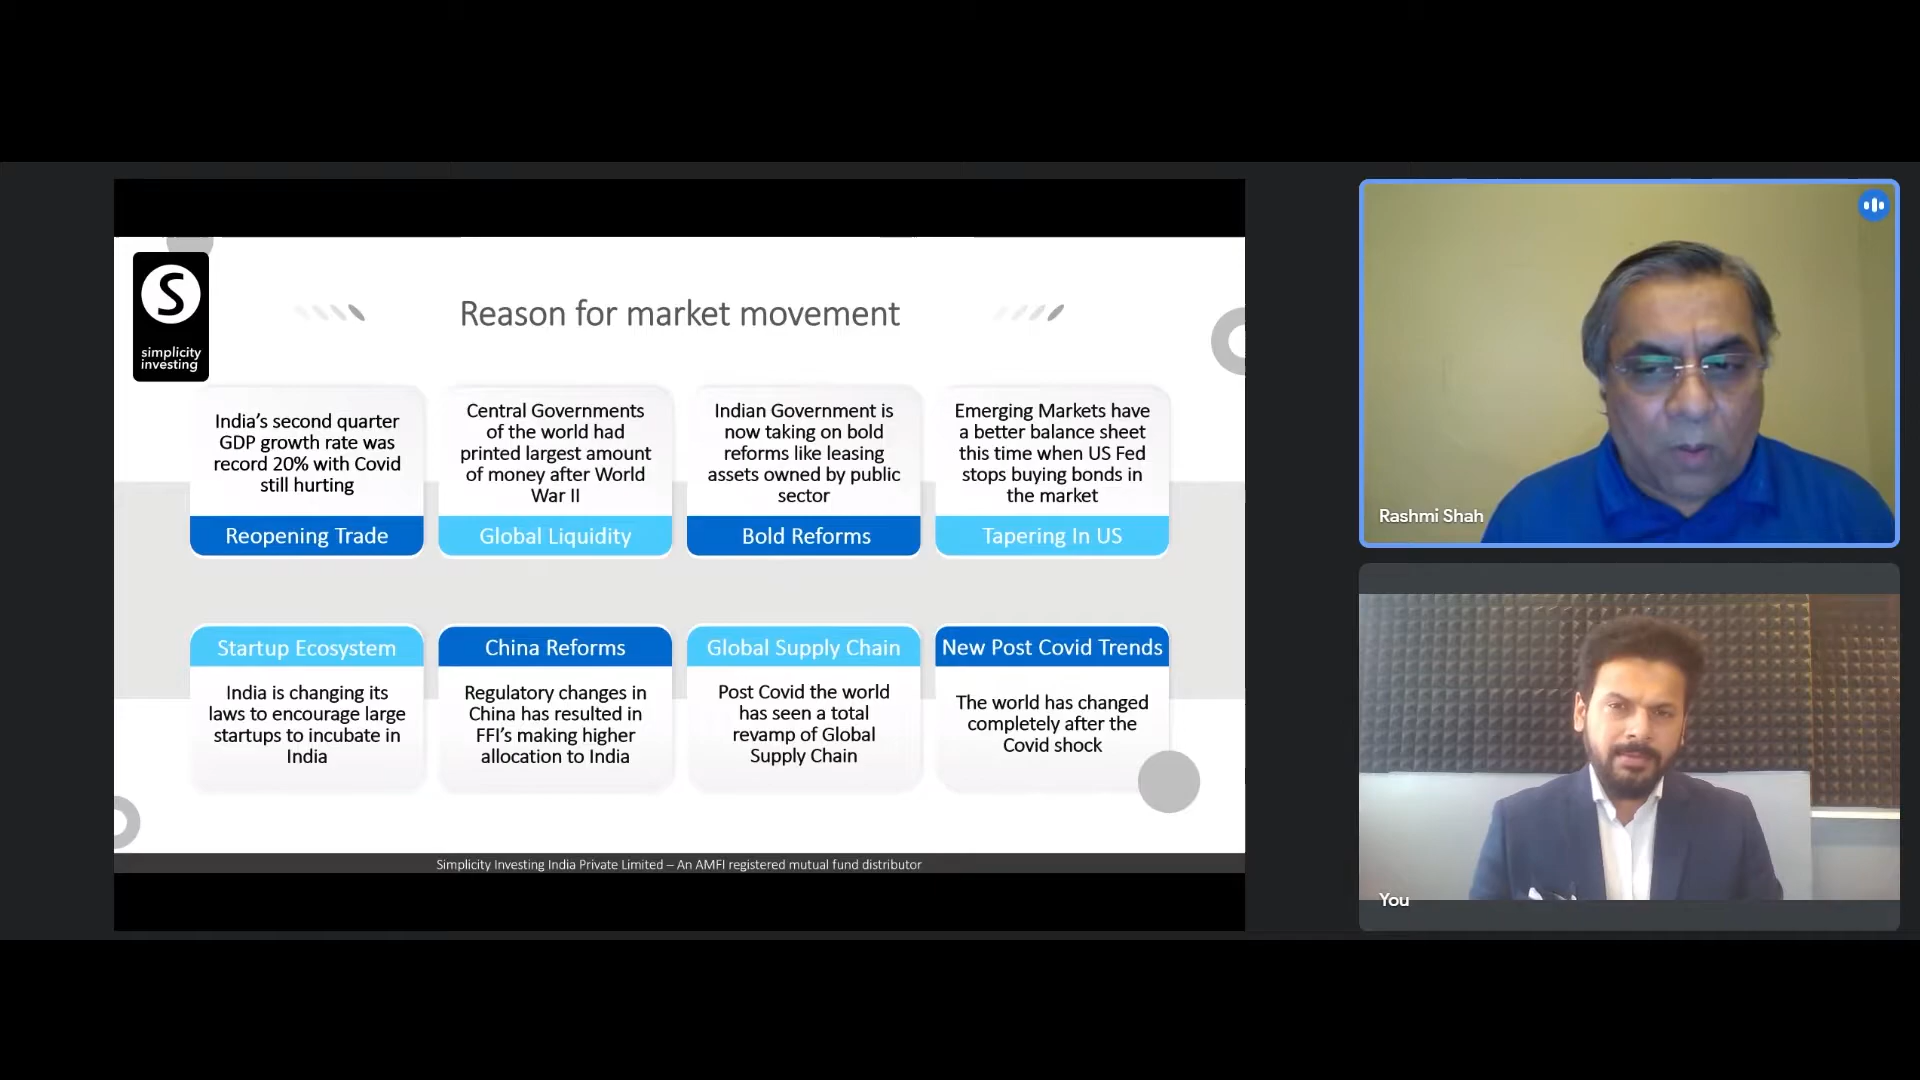 S
simplicity
investing
Reason for market movement
India’s second quarter
GDP growth rate was
record 20% with Covid
still hurting
Reopening Trade
Central Governments
of the world had
printed largest amount
of money after World
War II
Global Liquidity
Indian Government is
now taking on bold
reforms like leasing
assets owned by public
sector
Bold Reforms
Emerging Markets have
a better balance sheet
this time when US Fed
stops buying bonds in
the market
Tapering In US
Startup Ecosystem
India is changing its
laws to encourage large
startups to incubate in
India
China Reforms
Regulatory changes in
China has resulted in
FFI’s making higher
allocation to India
Global Supply Chain
Post Covid the world
has seen a total
revamp of Global
Supply Chain
New Post Covid Trends
The world has changed
completely after the
Covid shock
Simplicity Investing India Private Limited – An AMFI registered mutual fund distributor
Rashmi Shah
You